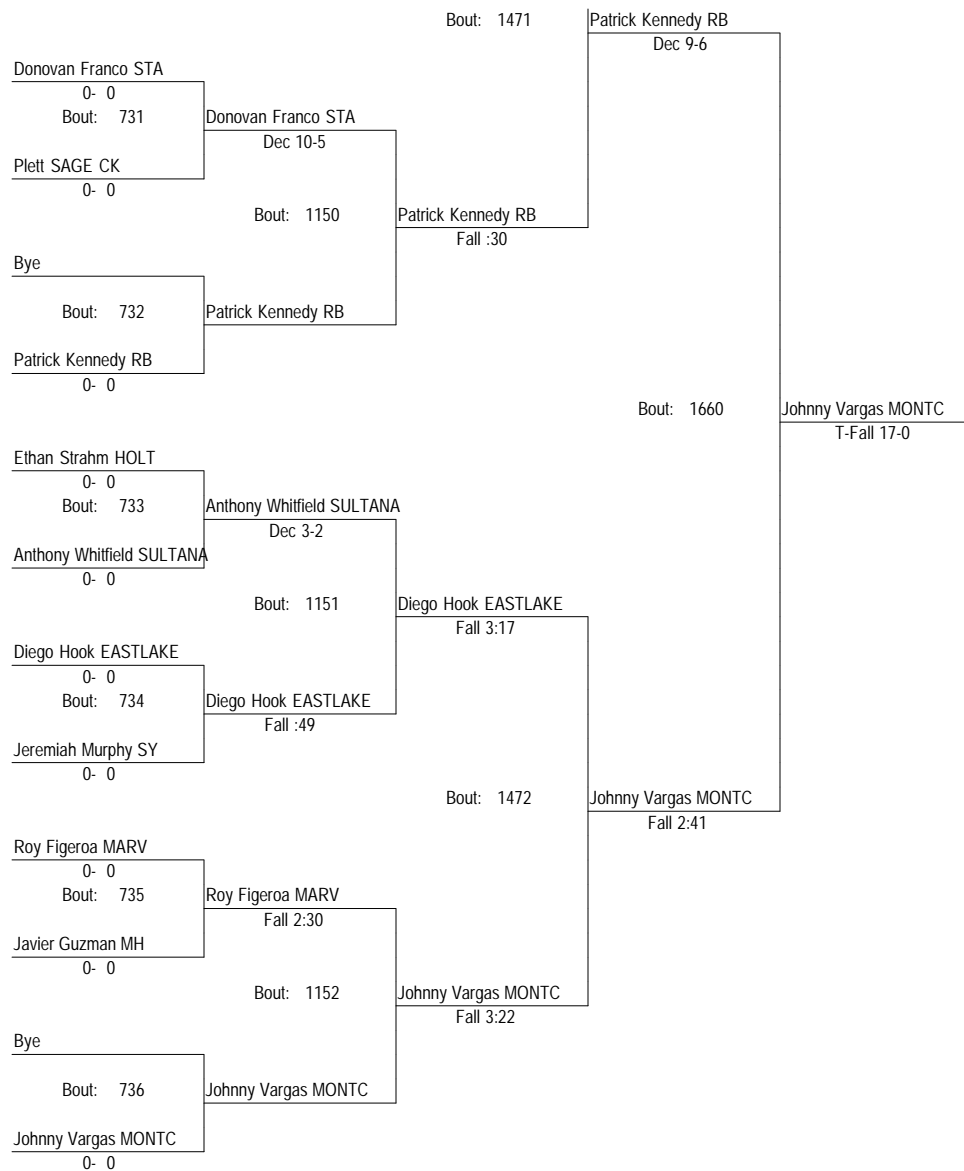 Bout: 1471 Patrick Kennedy RB
Dec 9-6
Donovan Franco STA
0- 0
Bout: 731 Donovan Franco STA
Dec 10-5
Plett SAGE CK
0- 0
Bout: 1150 Patrick Kennedy RB
Fall :30
Bye
Bout: 732 Patrick Kennedy RB
Patrick Kennedy RB
0- 0
Bout: 1660 Johnny Vargas MONTC
T-Fall 17-0
Ethan Strahm HOLT
0- 0
Bout: 733 Anthony Whitfield SULTANA
Dec 3-2
Anthony Whitfield SULTANA
0- 0
Bout: 1151 Diego Hook EASTLAKE
Fall 3:17
Diego Hook EASTLAKE
0- 0
Bout: 734 Diego Hook EASTLAKE
Fall :49
Jeremiah Murphy SY
0- 0
Bout: 1472 Johnny Vargas MONTC
Fall 2:41
Roy Figeroa MARV
0- 0
Bout: 735 Roy Figeroa MARV
Fall 2:30
Javier Guzman MH
0- 0
Bout: 1152 Johnny Vargas MONTC
Fall 3:22
Bye
Bout: 736 Johnny Vargas MONTC
Johnny Vargas MONTC
0- 0